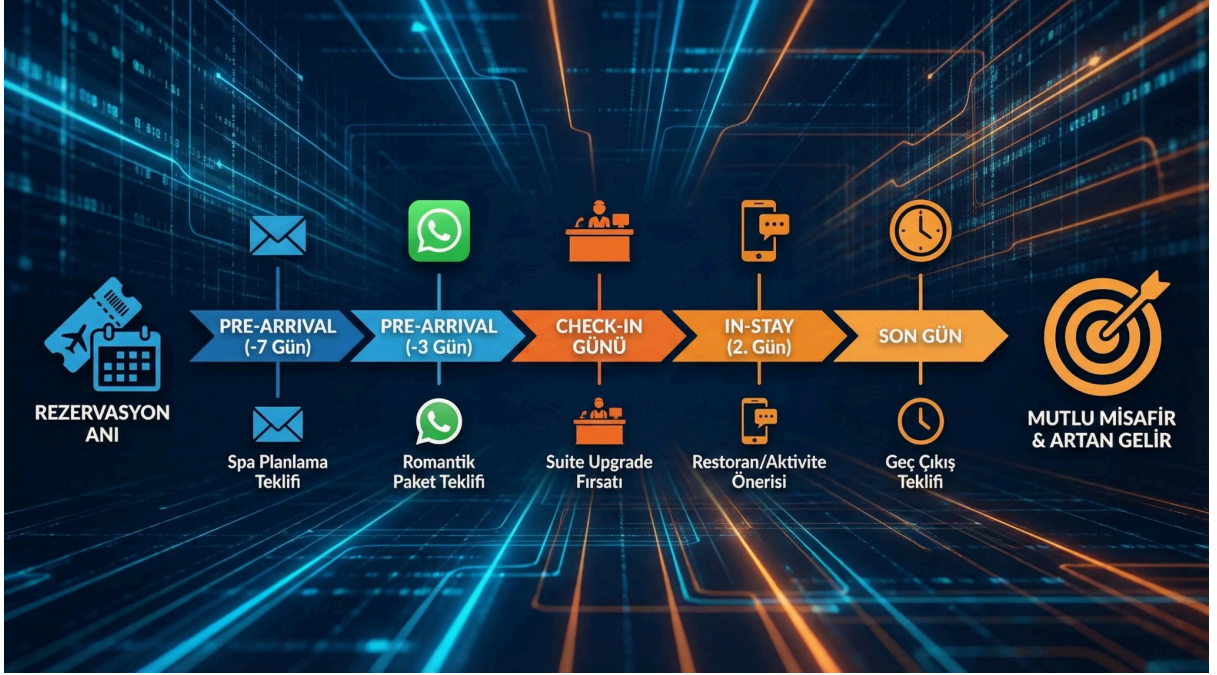 REZERVASYON
ANI
PRE-ARRIVAL
(-7 Gün)
Spa Planlama
Teklifi
PRE-ARRIVAL
(-3 Gün)
Romantik
Paket Teklifi
CHECK-IN
GÜNÜ
Suite Upgrade
Fırsatı
IN-STAY
(2. Gün)
Restoran/Aktivite
Önerisi
SON GÜN
Geç Çıkış
Teklifi
MUTLU MİSAFİR
& ARTAN GELİR